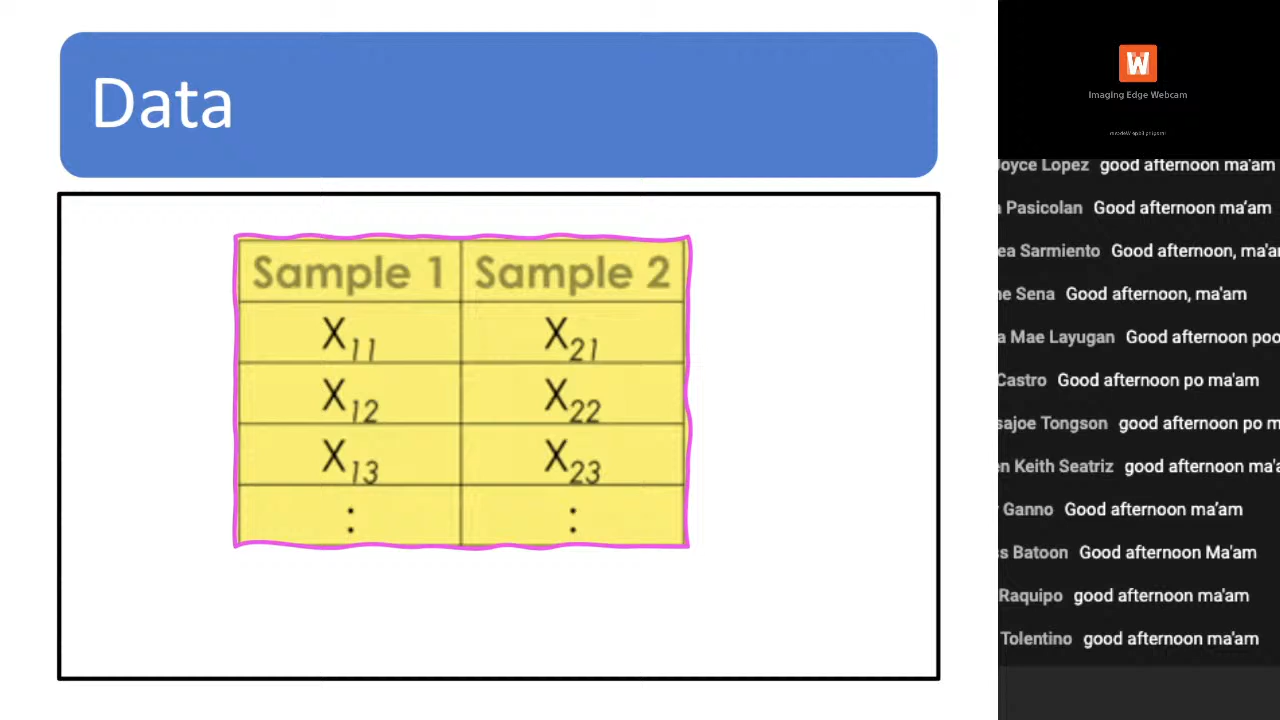 Data
Sample 1 Sample 2
X11 X21
X12 X22
X13 X23
: :
W
Imaging Edge Webcam
Joyce Lopez good afternoon ma'am
Pasicolan Good afternoon ma'am
Sarmiento Good afternoon, ma'am
Sena Good afternoon, ma'am
Mae Layugan Good afternoon poo
Castro Good afternoon po ma'am
Tongson good afternoon po m
Keith Seatriz good afternoon ma'a
Ganno Good afternoon ma'am
Batoon Good afternoon Ma'am
Raquipo good afternoon ma'am
Tolentino good afternoon ma'am